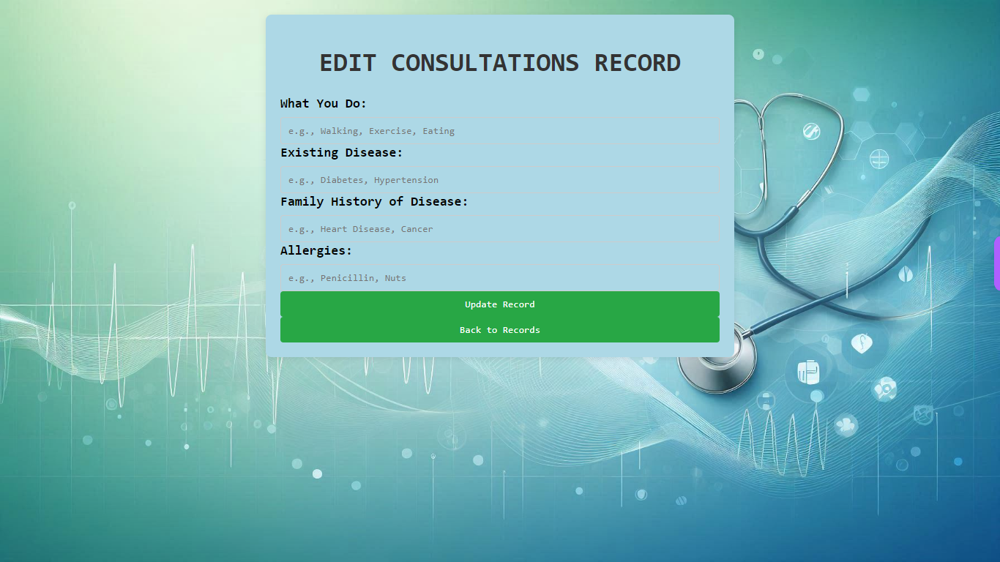 EDIT CONSULTATIONS RECORD
What You Do:
e.g., Walking, Exercise, Eating
Existing Disease:
e.g., Diabetes, Hypertension
Family History of Disease:
e.g., Heart Disease, Cancer
Allergies:
e.g., Penicillin, Nuts
Update Record
Back to Records